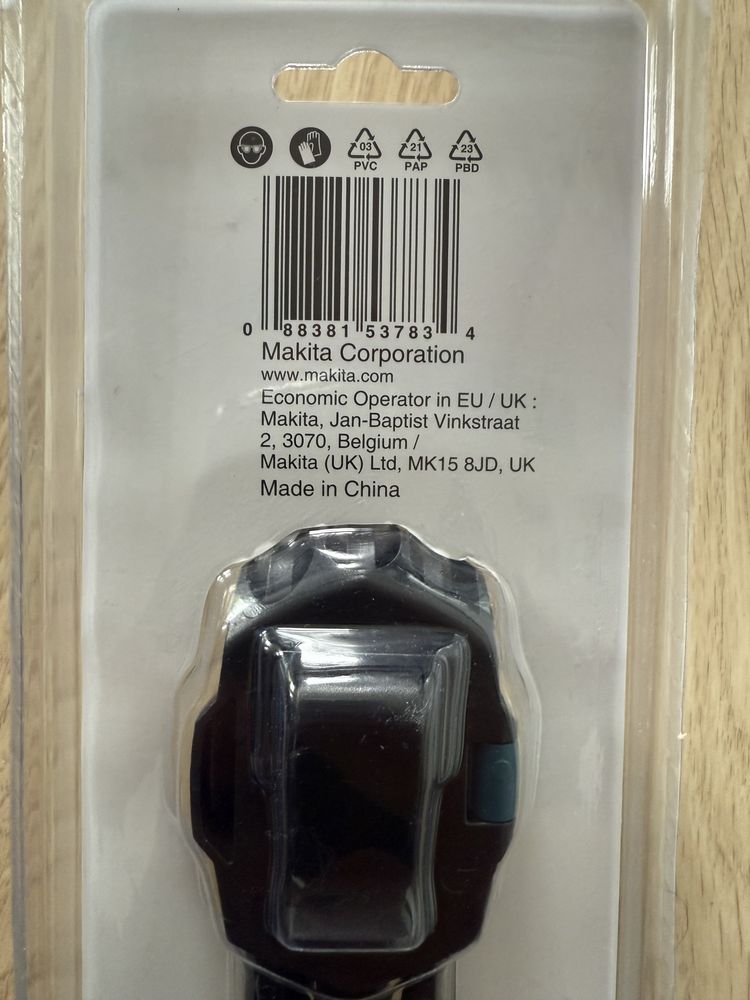 03 21 23
PVC PAP PBD
0 88381 53783 4
Makita Corporation
www.makita.com
Economic Operator in EU / UK :
Makita, Jan-Baptist Vinkstraat
2, 3070, Belgium /
Makita (UK) Ltd, MK15 8JD, UK
Made in China